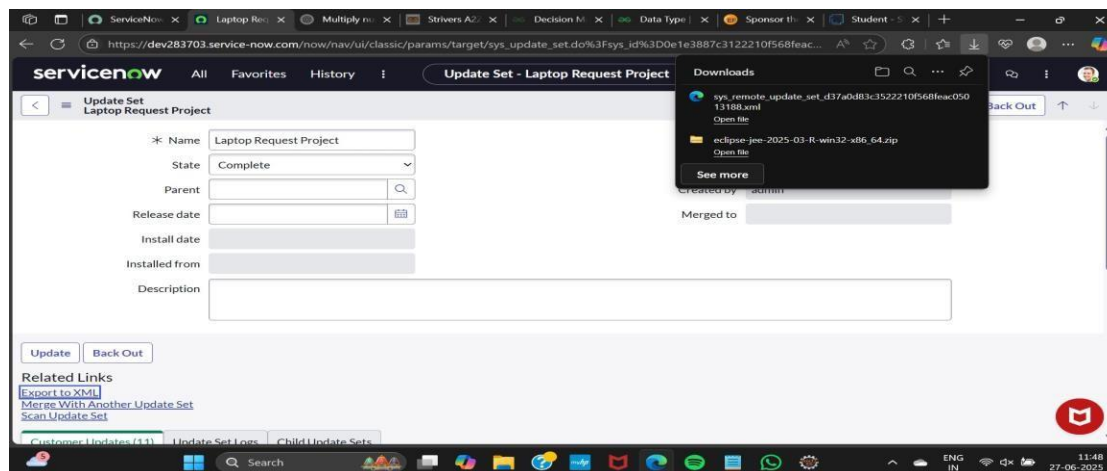 ServiceNow
Laptop Req
Multiply nu
Strivers A2Z
Decision M
Data Type
Sponsor th
Student - S
https://dev283703.service-now.com/now/nav/ui/classic/params/target/sys_update_set.do%3Fsys_id%3D0e1e3887c3122210f568feac...
servicenow All Favorites History Update Set - Laptop Request Project
Downloads
sys_remote_update_set_d37a0d83c3522210f568feac050
13188.xml
Open file
eclipse-jee-2025-03-R-win32-x86_64.zip
Open file
See more
Update Set
Laptop Request Project
Back Out
Name Laptop Request Project
State Complete
Parent
Created by admin
Release date
Merged to
Install date
Installed from
Description
Update Back Out
Related Links
Export to XML
Merge With Another Update Set
Scan Update Set
Customer Updates (11) Update Set Logs Child Update Sets
Search
ENG
IN
11:48
27-06-2025